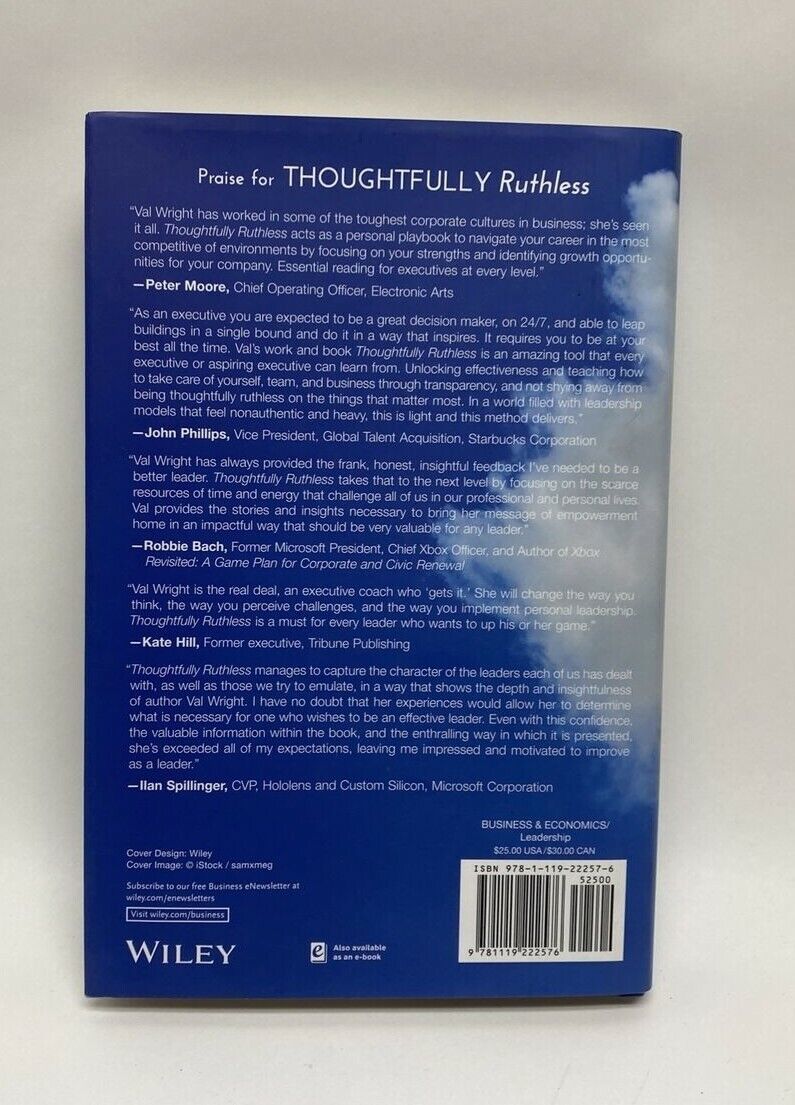 Praise for THOUGHTFULLY Ruthless
“Val Wright has worked in some of the toughest corporate cultures in business; she's seen
it all. Thoughtfully Ruthless acts as a personal playbook to navigate your career in the most
competitive of environments by focusing on your strengths and identifying growth opportu-
nities for your company. Essential reading for executives at every level.”
—Peter Moore, Chief Operating Officer, Electronic Arts
“As an executive you are expected to be a great decision maker, on 24/7, and able to leap
buildings in a single bound and do it in a way that inspires. It requires you to be at your
best all the time. Val's work and book Thoughtfully Ruthless is an amazing tool that every
executive or aspiring executive can learn from. Unlocking effectiveness and teaching how
to take care of yourself, team, and business through transparency, and not shying away from
being thoughtfully ruthless on the things that matter most. In a world filled with leadership
models that feel nonauthentic and heavy, this is light and this method delivers.”
—John Phillips, Vice President, Global Talent Acquisition, Starbucks Corporation
“Val Wright has always provided the frank, honest, insightful feedback I've needed to be a
better leader. Thoughtfully Ruthless takes that to the next level by focusing on the scarce
resources of time and energy that challenge all of us in our professional and personal lives.
Val provides the stories and insights necessary to bring her message of empowerment
home in an impactful way that should be very valuable for any leader.”
—Robbie Bach, Former Microsoft President, Chief Xbox Officer, and Author of Xbox
Revisited: A Game Plan for Corporate and Civic Renewal
“Val Wright is the real deal, an executive coach who ‘gets it.’ She will change the way you
think, the way you perceive challenges, and the way you implement personal leadership.
Thoughtfully Ruthless is a must for every leader who wants to up his or her game.”
—Kate Hill, Former executive, Tribune Publishing
“Thoughtfully Ruthless manages to capture the character of the leaders each of us has dealt
with, as well as those we try to emulate, in a way that shows the depth and insightfulness
of author Val Wright. I have no doubt that her experiences would allow her to determine
what is necessary for one who wishes to be an effective leader. Even with this confidence,
the valuable information within the book, and the enthralling way in which it is presented,
she's exceeded all of my expectations, leaving me impressed and motivated to improve
as a leader.”
—Ilan Spillinger, CVP, Hololens and Custom Silicon, Microsoft Corporation
BUSINESS & ECONOMICS/
Leadership
$25.00 USA/$30.00 CAN
Cover Design: Wiley
Cover Image: © iStock / samxmeg
Subscribe to our free Business eNewsletter at
wiley.com/enewsletters
Visit wiley.com/business
WILEY
e
Also available
as an e-book
ISBN 978-1-119-22257-6
52500
9 781119 222576